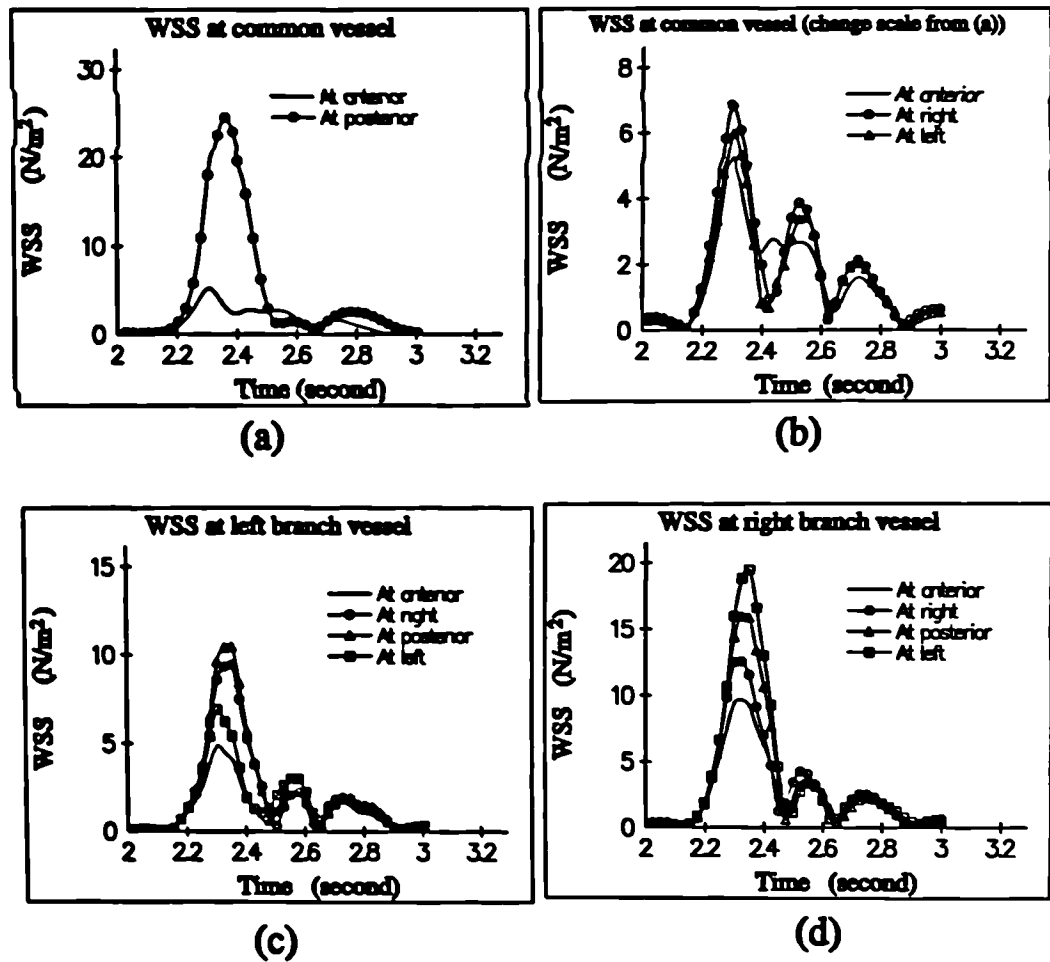 WSS at common vessel
WSS (N/m²)
30
20
10
0
At anterior
At posterior
2 2.2 2.4 2.6 2.8 3 3.2
Time (second)
(a)
WSS at common vessel (change scale from (a))
WSS (N/m²)
8
6
4
2
0
At anterior
At right
At left
2 2.2 2.4 2.6 2.8 3 3.2
Time (second)
(b)
WSS at left branch vessel
WSS (N/m²)
15
10
5
0
At anterior
At right
At posterior
At left
2 2.2 2.4 2.6 2.8 3 3.2
Time (second)
(c)
WSS at right branch vessel
WSS (N/m²)
20
15
10
5
0
At anterior
At right
At posterior
At left
2 2.2 2.4 2.6 2.8 3 3.2
Time (second)
(d)